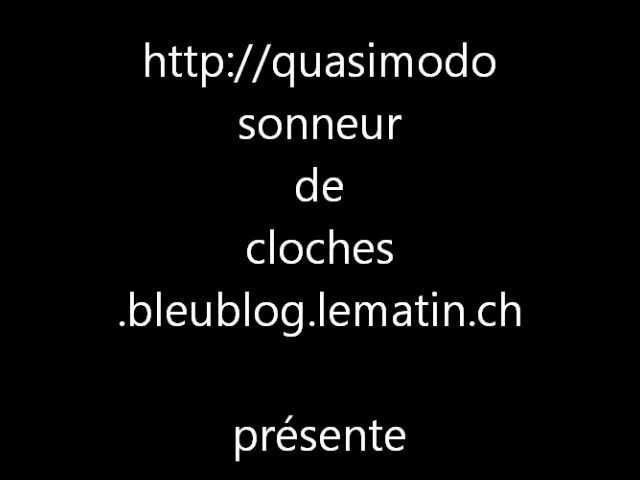 http://quasimodo
sonneur
de
cloches
.bleublog.lematin.ch
présente